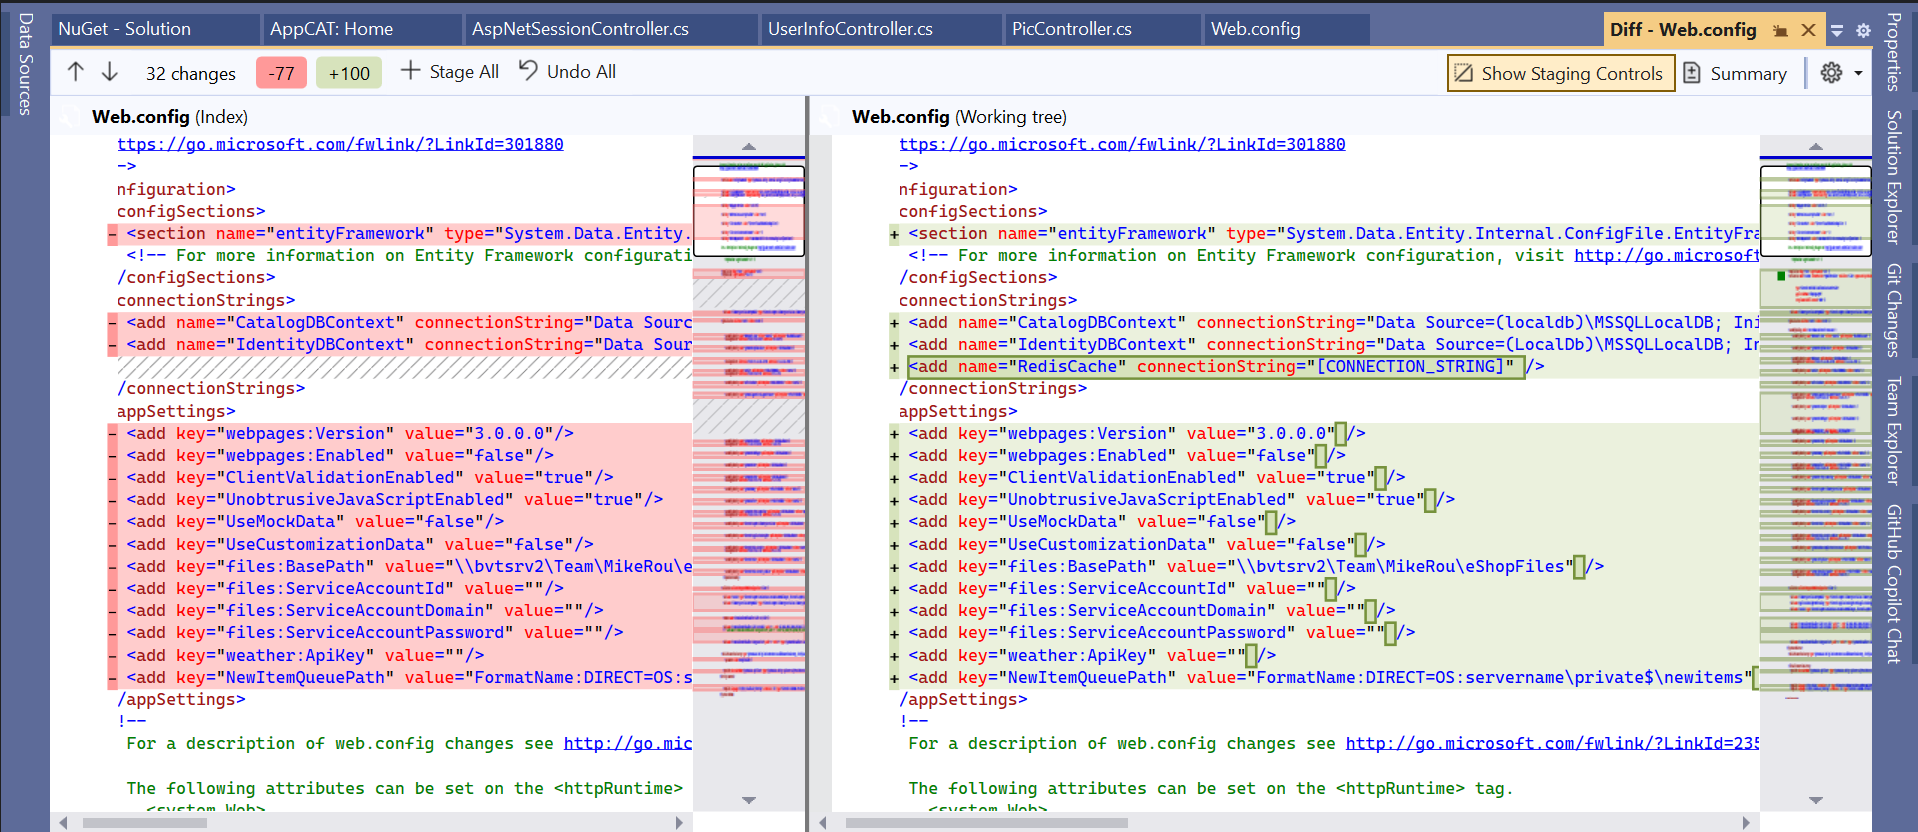 Data Sources
NuGet - Solution
AppCAT: Home
AspNetSessionController.cs
UserInfoController.cs
PicController.cs
Web.config
Diff - Web.config
32 changes
-77
+100
Stage All
Undo All
Show Staging Controls
Summary
Web.config (Index)
ttps://go.microsoft.com/fwlink/?LinkId=301880
->
nfiguration>
configSections>
- <section name="entityFramework" type="System.Data.Entity.
<!-- For more information on Entity Framework configurati
/configSections>
connectionStrings>
- <add name="CatalogDBContext" connectionString="Data Sourc
- <add name="IdentityDBContext" connectionString="Data Sour
/connectionStrings>
appSettings>
- <add key="webpages:Version" value="3.0.0.0"/>
- <add key="webpages:Enabled" value="false"/>
- <add key="ClientValidationEnabled" value="true"/>
- <add key="UnobtrusiveJavaScriptEnabled" value="true"/>
- <add key="UseMockData" value="false"/>
- <add key="UseCustomizationData" value="false"/>
- <add key="files:BasePath" value="\\bvtsrv2\Team\MikeRou\e
- <add key="files:ServiceAccountId" value=""/>
- <add key="files:ServiceAccountDomain" value=""/>
- <add key="files:ServiceAccountPassword" value=""/>
- <add key="weather:ApiKey" value=""/>
- <add key="NewItemQueuePath" value="FormatName:DIRECT=OS:s
/appSettings>
!--
For a description of web.config changes see http://go.mic
The following attributes can be set on the <httpRuntime>
<system.Web>
Web.config (Working tree)
ttps://go.microsoft.com/fwlink/?LinkId=301880
->
nfiguration>
configSections>
+ <section name="entityFramework" type="System.Data.Entity.Internal.ConfigFile.EntityFra
<!-- For more information on Entity Framework configuration, visit http://go.microsoft
/configSections>
connectionStrings>
+ <add name="CatalogDBContext" connectionString="Data Source=(localdb)\MSSQLLocalDB; Ini
+ <add name="IdentityDBContext" connectionString="Data Source=(LocalDb)\MSSQLLocalDB; In
+ <add name="RedisCache" connectionString="[CONNECTION_STRING]" />
/connectionStrings>
appSettings>
+ <add key="webpages:Version" value="3.0.0.0" />
+ <add key="webpages:Enabled" value="false" />
+ <add key="ClientValidationEnabled" value="true" />
+ <add key="UnobtrusiveJavaScriptEnabled" value="true" />
+ <add key="UseMockData" value="false" />
+ <add key="UseCustomizationData" value="false" />
+ <add key="files:BasePath" value="\\bvtsrv2\Team\MikeRou\eShopFiles" />
+ <add key="files:ServiceAccountId" value="" />
+ <add key="files:ServiceAccountDomain" value="" />
+ <add key="files:ServiceAccountPassword" value="" />
+ <add key="weather:ApiKey" value="" />
+ <add key="NewItemQueuePath" value="FormatName:DIRECT=OS:servername\private$\newitems"
/appSettings>
!--
For a description of web.config changes see http://go.microsoft.com/fwlink/?LinkId=235
The following attributes can be set on the <httpRuntime> tag.
<system.Web>
Properties
Solution Explorer
Git Changes
Team Explorer
GitHub Copilot Chat